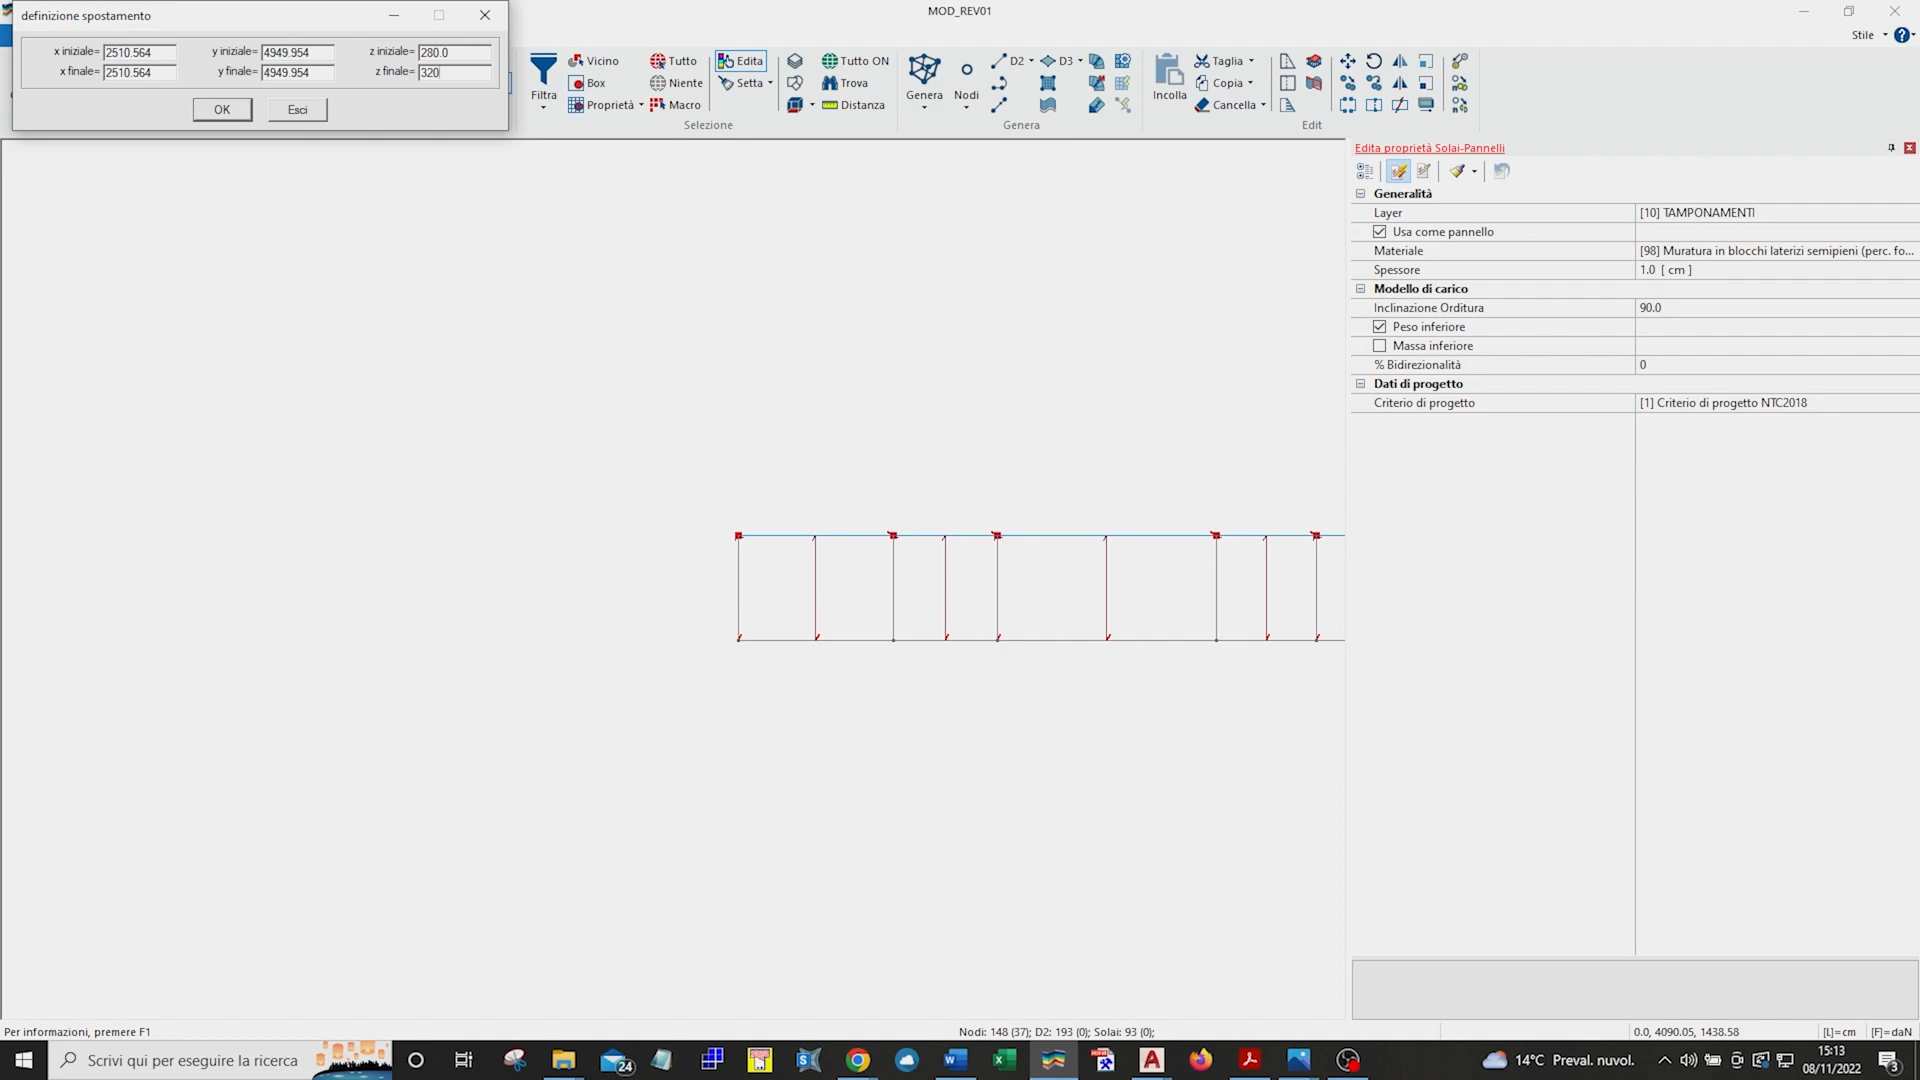 definizione spostamento
MOD_REV01
x iniziale= 2510.564
y iniziale= 4949.954
z iniziale= 280.0
x finale= 2510.564
y finale= 4949.954
z finale= 320
OK
Esci
Stile
Filtra
Vicino
Box
Proprietà
Tutto
Niente
Macro
Edita
Setta
Tutto ON
Trova
Distanza
Selezione
Genera
Nodi
D2
D3
Genera
Incolla
Taglia
Copia
Cancella
Edit
Edita proprietà Solai-Pannelli
Generalità
Layer [10] TAMPONAMENTI
Usa come pannello
Materiale [98] Muratura in blocchi laterizi semipieni (perc. fo...
Spessore 1.0 [ cm ]
Modello di carico
Inclinazione Orditura 90.0
Peso inferiore
Massa inferiore
% Bidirezionalità 0
Dati di progetto
Criterio di progetto [1] Criterio di progetto NTC2018
Per informazioni, premere F1
Nodi: 148 (37); D2: 193 (0); Solai: 93 (0);
0.0, 4090.05, 1438.58
[L]=cm
[F]=daN
Scrivi qui per eseguire la ricerca
24
14°C Preval. nuvol.
15:13
08/11/2022
3